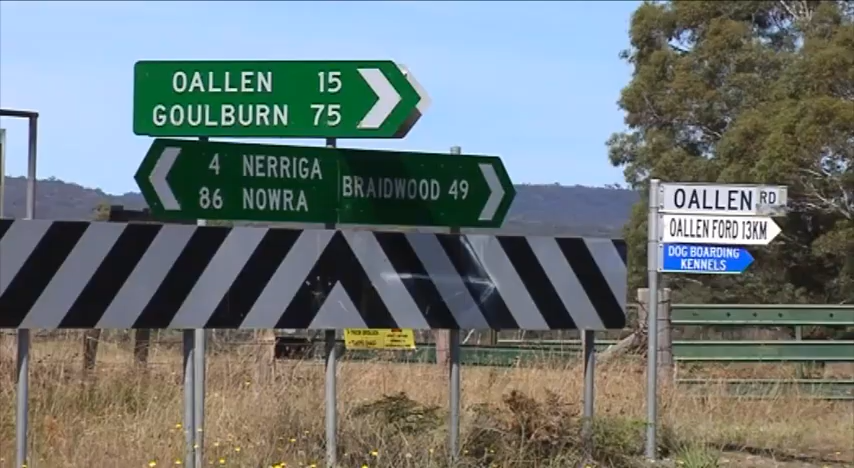 OALLEN 15
GOULBURN 75
4 NERRIGA
86 NOWRA
BRAIDWOOD 49
OALLEN RD
OALLEN FORD 13KM
DOG BOARDING
KENNELS